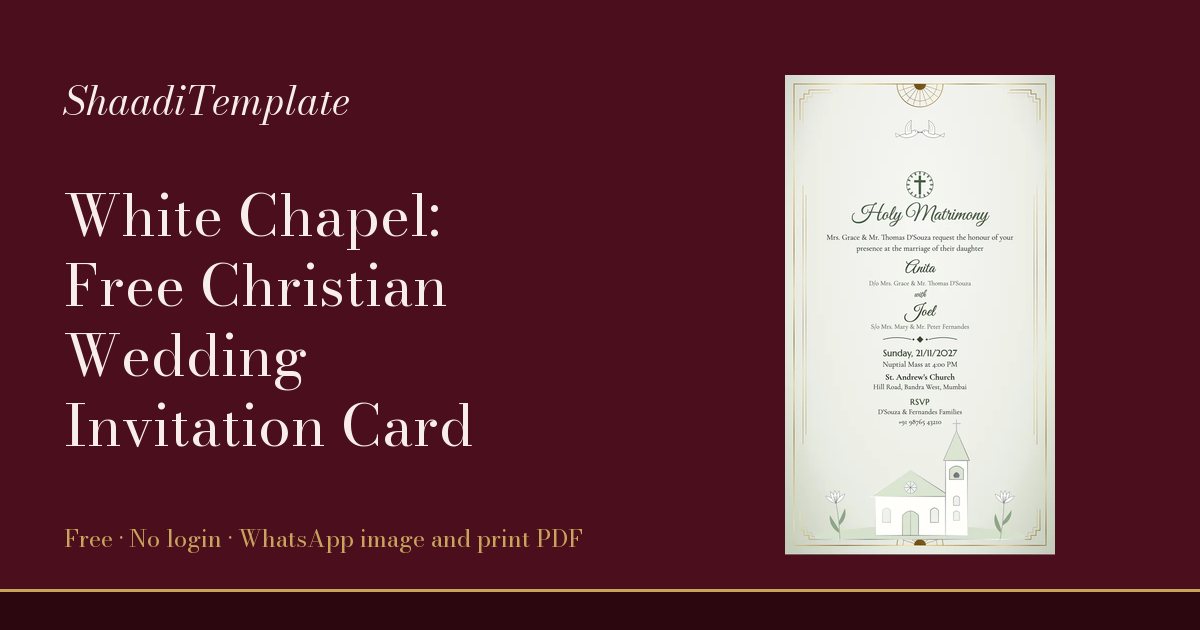 ShaadiTemplate
White Chapel:
Free Christian
Wedding
Invitation Card
Free · No login · WhatsApp image and print PDF
Holy Matrimony
Mrs. Grace & Mr. Thomas D'Souza request the honour of your
presence at the marriage of their daughter
Anita
D/o Mrs. Grace & Mr. Thomas D'Souza
with
Joel
S/o Mrs. Mary & Mr. Peter Fernandes
Sunday, 21/11/2027
Nuptial Mass at 4:00 PM
St. Andrew's Church
Hill Road, Bandra West, Mumbai
RSVP
D'Souza & Fernandes Families
+91 98765 43210